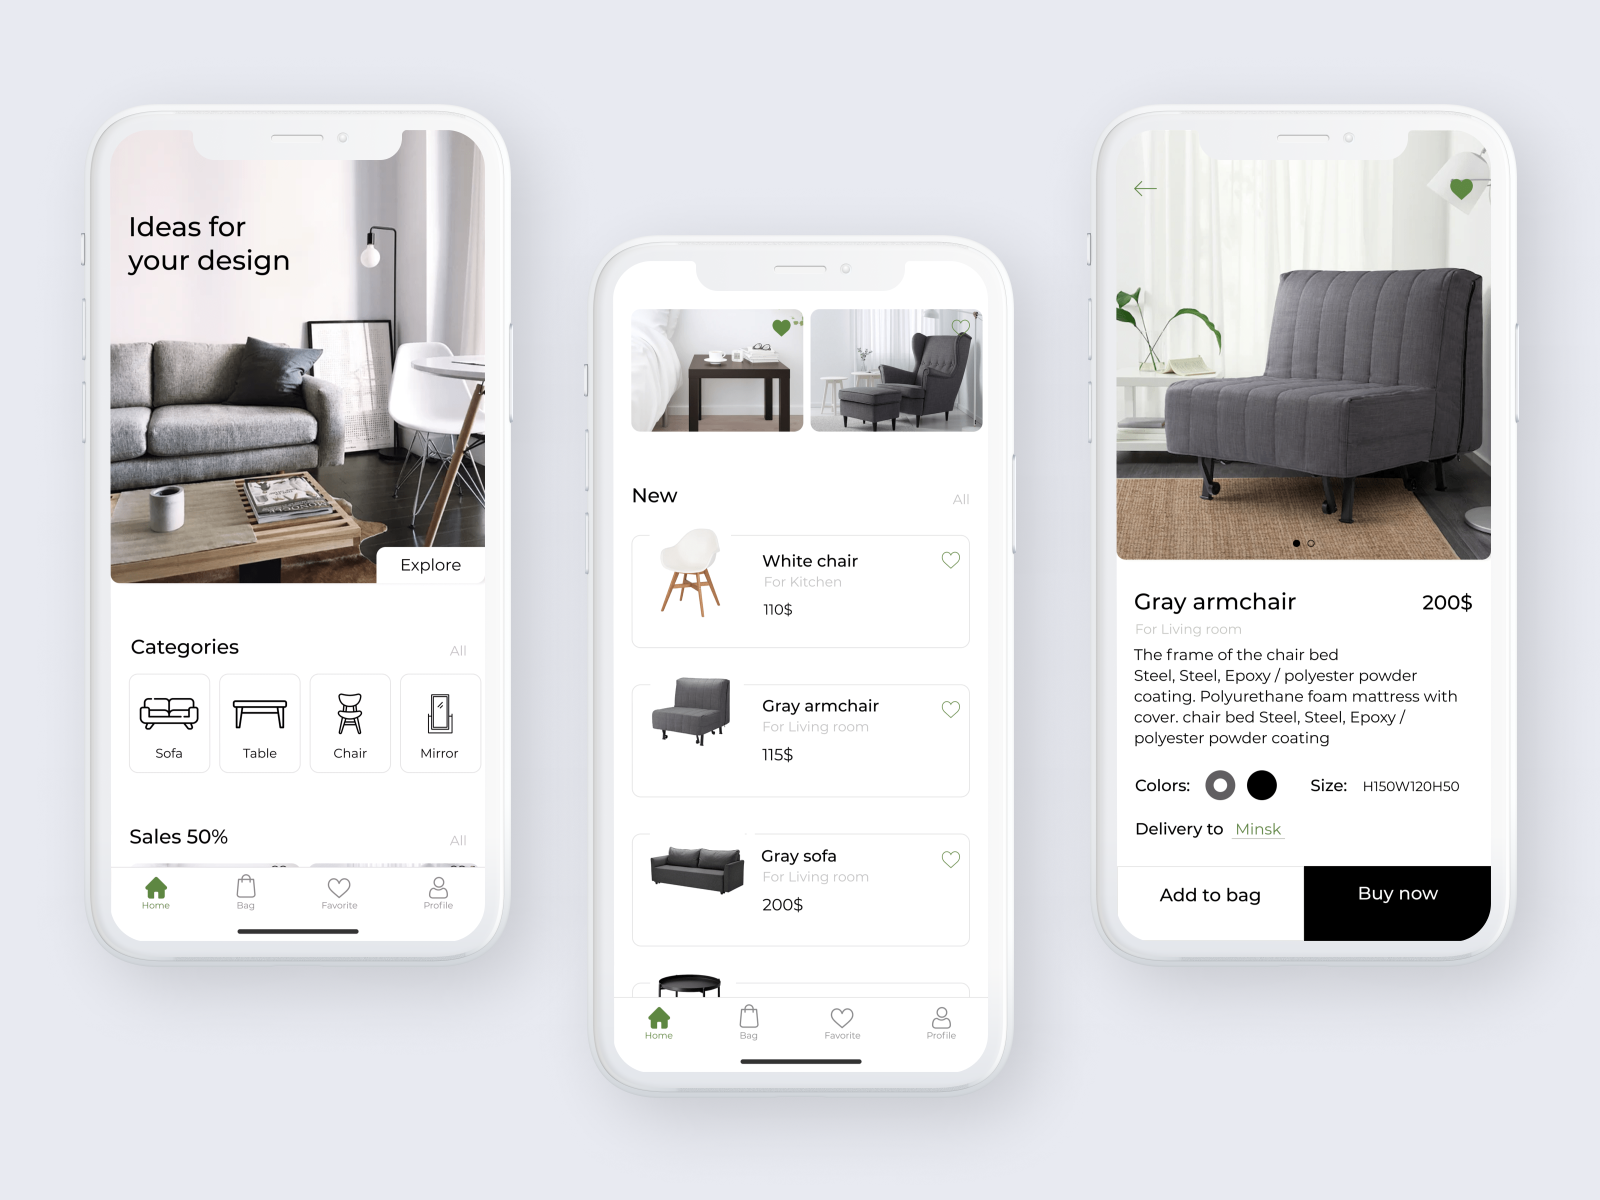 Ideas for
your design
Explore
Categories
All
Sofa
Table
Chair
Mirror
Sales 50%
All
Home
Bag
Favorite
Profile
New
All
White chair
For Kitchen
110$
Gray armchair
For Living room
115$
Gray sofa
For Living room
200$
Home
Bag
Favorite
Profile
Gray armchair
200$
For Living room
The frame of the chair bed
Steel, Steel, Epoxy / polyester powder
coating. Polyurethane foam mattress with
cover. chair bed Steel, Steel, Epoxy /
polyester powder coating
Colors:
Size:
H150W120H50
Delivery to
Minsk
Add to bag
Buy now